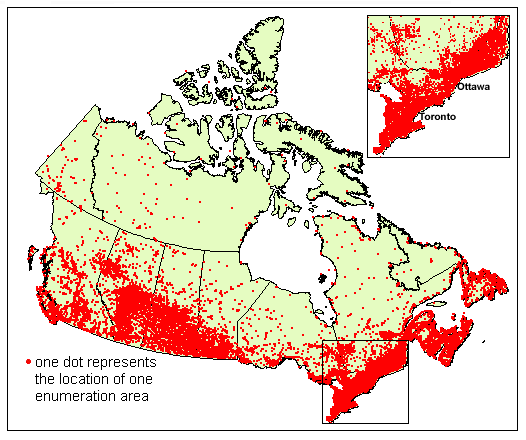 Ottawa
Toronto
one dot represents
the location of one
enumeration area